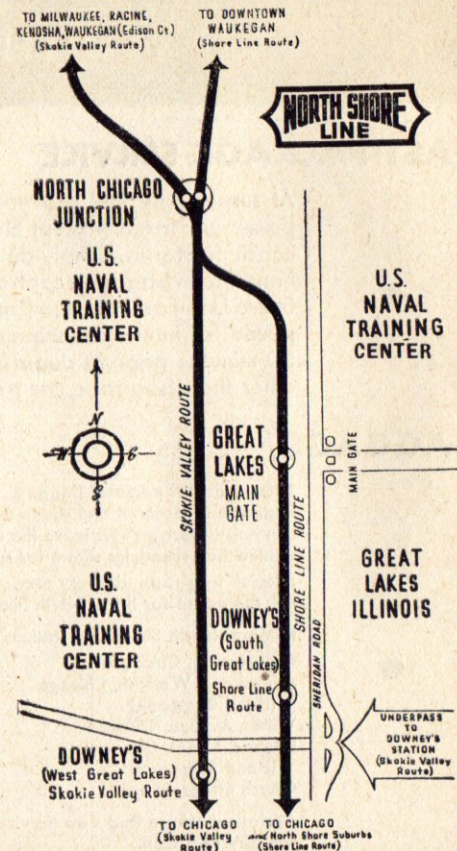 TO MILWAUKEE, RACINE,
KENOSHA, WAUKEGAN (Edison Ct)
(Skokie Valley Route)
TO DOWNTOWN
WAUKEGAN
(Shore Line Route)
NORTH SHORE
LINE
NORTH CHICAGO
JUNCTION
U.S.
NAVAL
TRAINING
CENTER
U.S.
NAVAL
TRAINING
CENTER
N
W
E
S
SKOKIE VALLEY ROUTE
GREAT
LAKES
MAIN
GATE
MAIN GATE
SHORE LINE ROUTE
GREAT
LAKES
ILLINOIS
U.S.
NAVAL
TRAINING
CENTER
DOWNEY'S
(South
Great Lakes)
Shore Line
Route
SHERIDAN ROAD
UNDERPASS
TO
DOWNEY'S
STATION
(Skokie Valley
Route)
DOWNEY'S
(West Great Lakes)
Skokie Valley Route
TO CHICAGO
(Skokie Valley
Route)
TO CHICAGO
and North Shore Suburbs
(Shore Line Route)